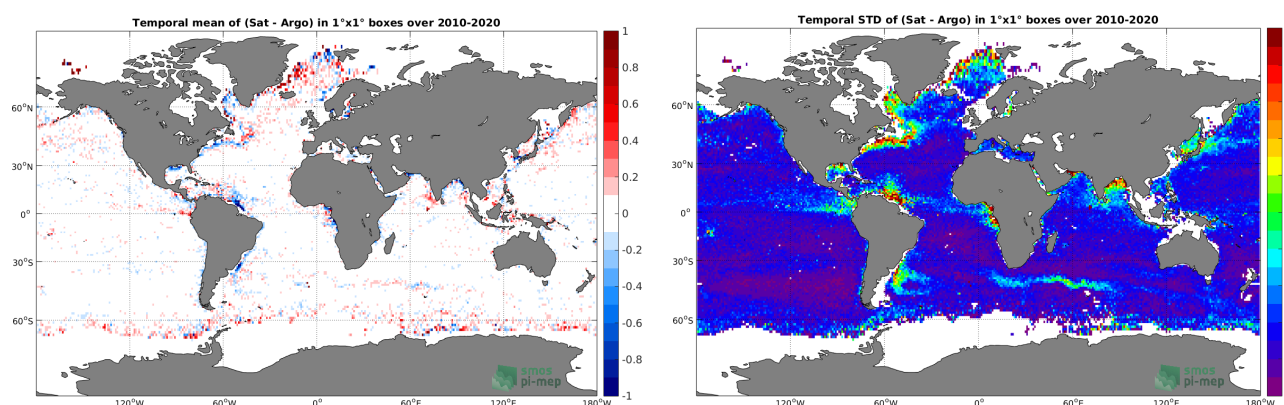 Temporal mean of (Sat - Argo) in 1°x1° boxes over 2010-2020
60°N
30°N
0°
30°S
60°S
120°W
60°W
0°
60°E
120°E
180°W
1
0.8
0.6
0.4
0.2
0
-0.2
-0.4
-0.6
-0.8
-1
smos
pi-mep
Temporal STD of (Sat - Argo) in 1°x1° boxes over 2010-2020
60°N
30°N
0°
30°S
60°S
120°W
60°W
0°
60°E
120°E
180°W
smos
pi-mep